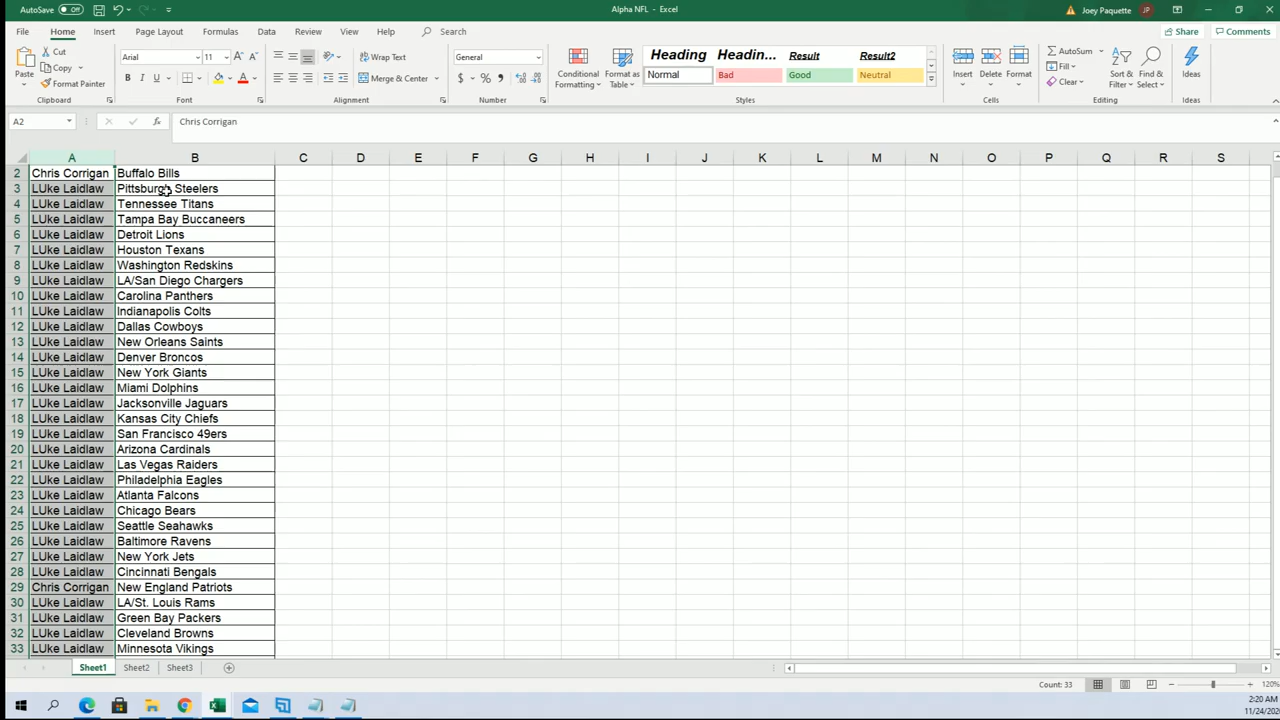 AutoSave Off Alpha NFL - Excel Joey Paquette JP
File Home Insert Page Layout Formulas Data Review View Help Search Share Comments
Paste Cut Copy Format Painter Clipboard
Arial 11 B I U A A A Font
Wrap Text Merge & Center Alignment
General $ % Number
Conditional Formatting Format as Table
Heading Headin... Result Result2
Normal Bad Good Neutral
Styles
Insert Delete Format Cells
AutoSum Fill Clear Sort & Filter Find & Select Editing
Ideas Ideas
A2 fx Chris Corrigan
A B C D E F G H I J K L M N O P Q R S
2 Chris Corrigan Buffalo Bills
3 LUke Laidlaw Pittsburgh Steelers
4 LUke Laidlaw Tennessee Titans
5 LUke Laidlaw Tampa Bay Buccaneers
6 LUke Laidlaw Detroit Lions
7 LUke Laidlaw Houston Texans
8 LUke Laidlaw Washington Redskins
9 LUke Laidlaw LA/San Diego Chargers
10 LUke Laidlaw Carolina Panthers
11 LUke Laidlaw Indianapolis Colts
12 LUke Laidlaw Dallas Cowboys
13 LUke Laidlaw New Orleans Saints
14 LUke Laidlaw Denver Broncos
15 LUke Laidlaw New York Giants
16 LUke Laidlaw Miami Dolphins
17 LUke Laidlaw Jacksonville Jaguars
18 LUke Laidlaw Kansas City Chiefs
19 LUke Laidlaw San Francisco 49ers
20 LUke Laidlaw Arizona Cardinals
21 LUke Laidlaw Las Vegas Raiders
22 LUke Laidlaw Philadelphia Eagles
23 LUke Laidlaw Atlanta Falcons
24 LUke Laidlaw Chicago Bears
25 LUke Laidlaw Seattle Seahawks
26 LUke Laidlaw Baltimore Ravens
27 LUke Laidlaw New York Jets
28 LUke Laidlaw Cincinnati Bengals
29 Chris Corrigan New England Patriots
30 LUke Laidlaw LA/St. Louis Rams
31 LUke Laidlaw Green Bay Packers
32 LUke Laidlaw Cleveland Browns
33 LUke Laidlaw Minnesota Vikings
Sheet1 Sheet2 Sheet3
Count: 33 120%
2:20 AM
11/24/20